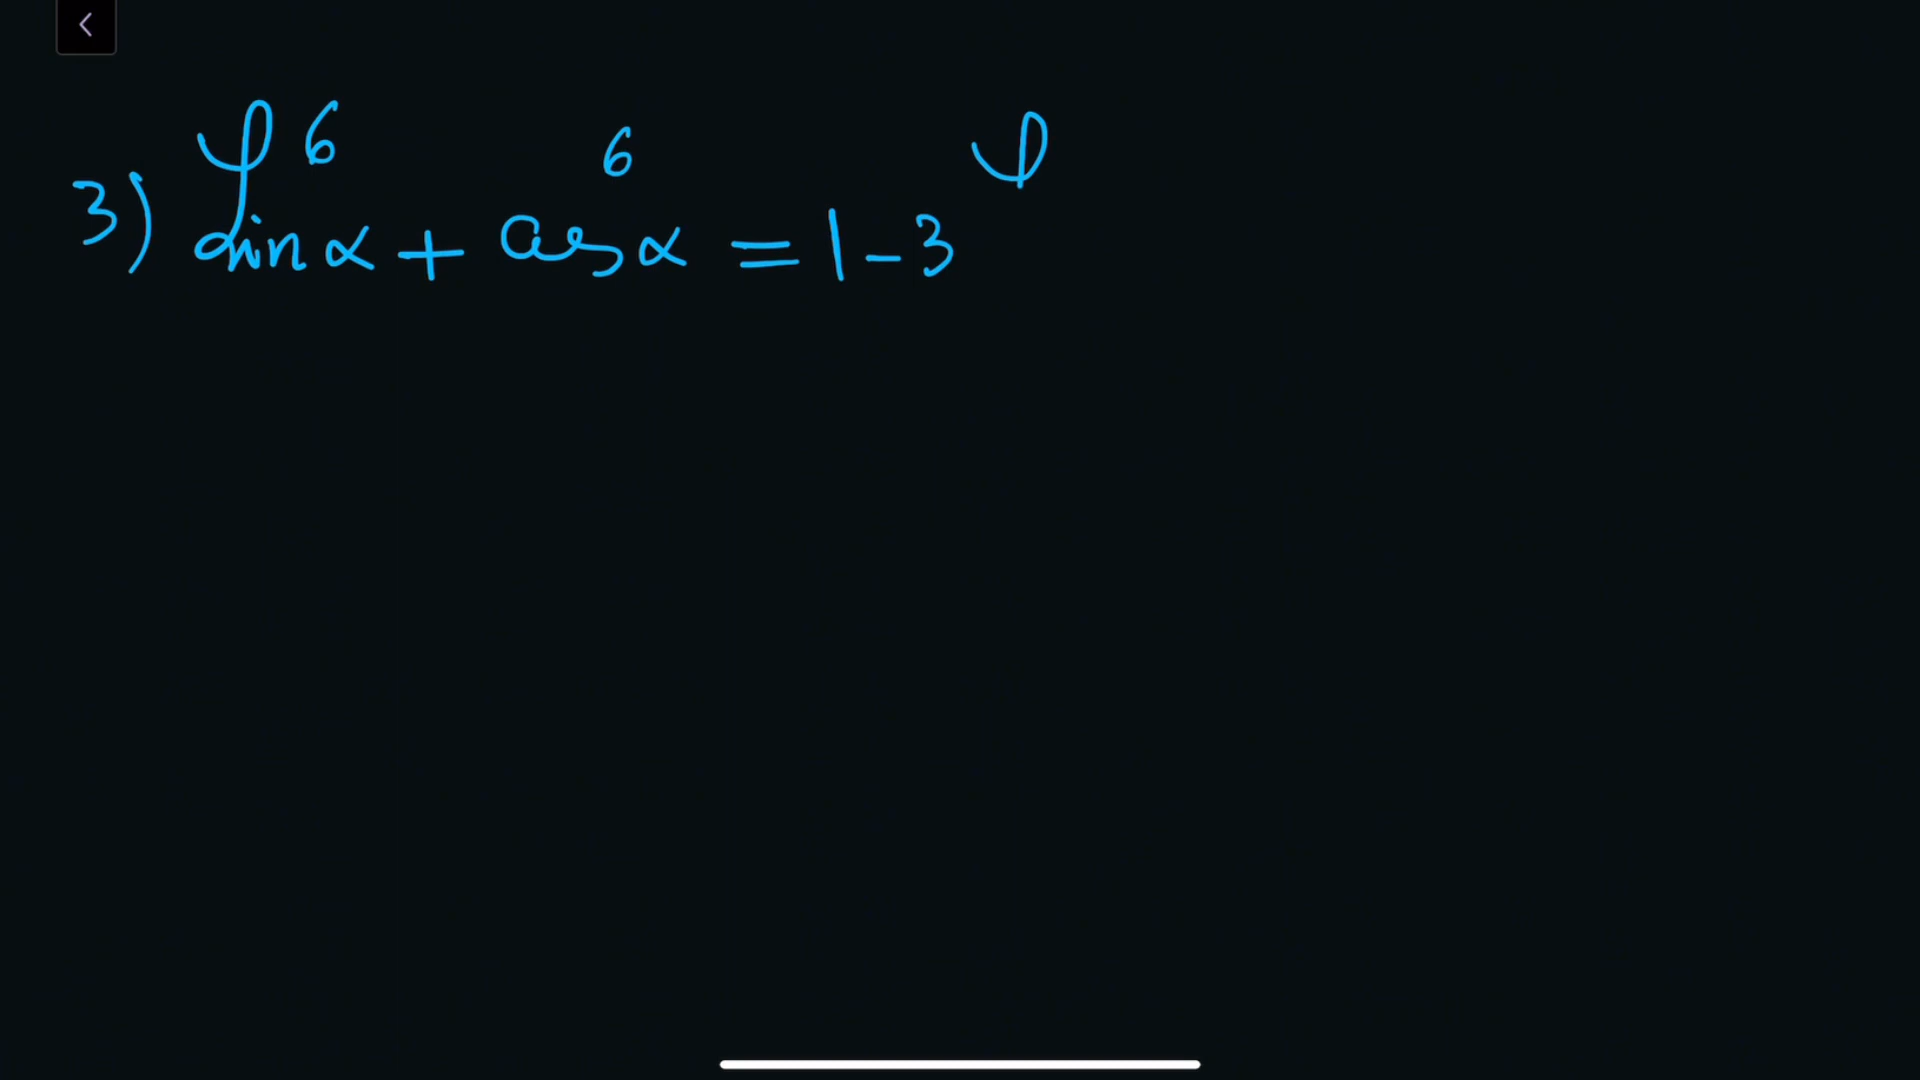 3) sin⁶α + cos⁶α = 1 - 3